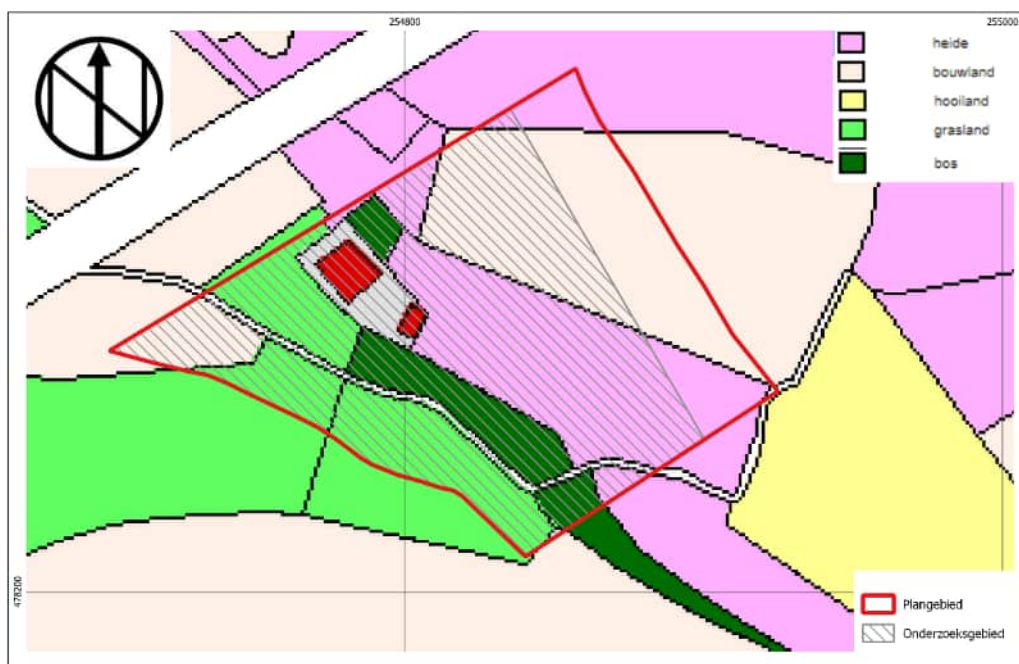 254800
255000
heide
bouwland
hooiland
grasland
bos
478200
Plangebied
Onderzoeksgebied